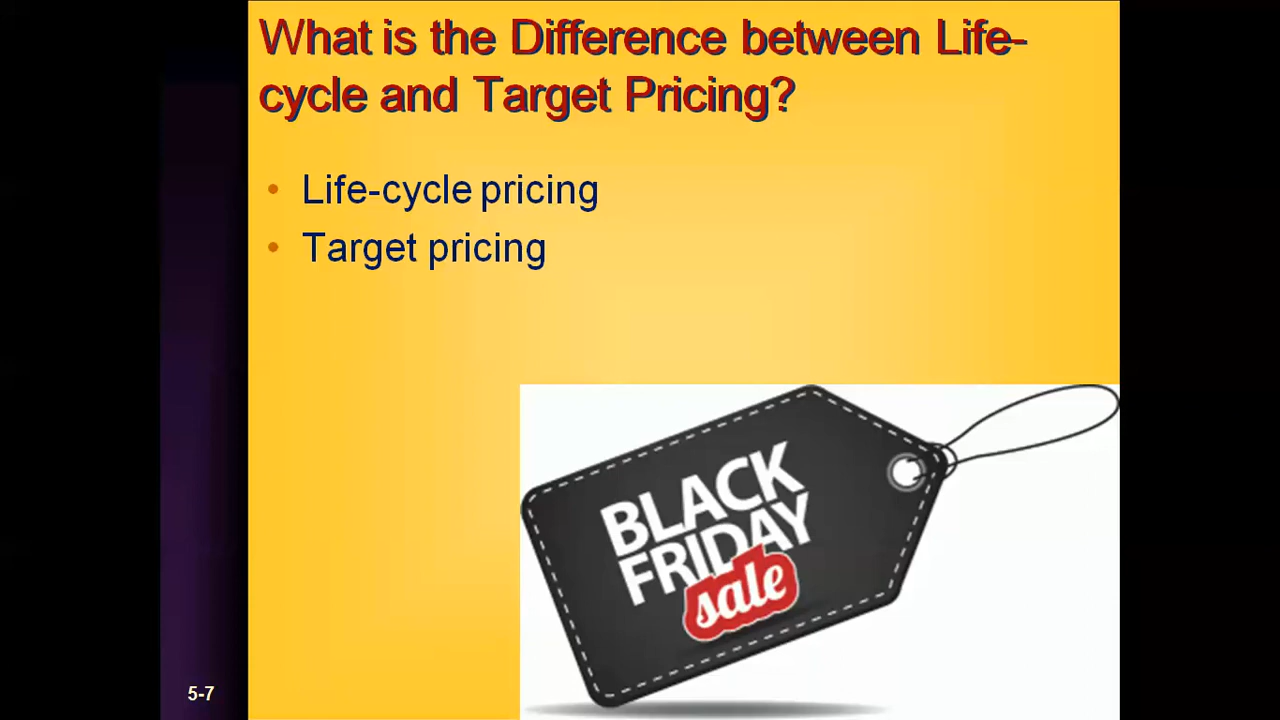 What is the Difference between Life-
cycle and Target Pricing?
• Life-cycle pricing
• Target pricing
BLACK
FRIDAY
sale
5-7